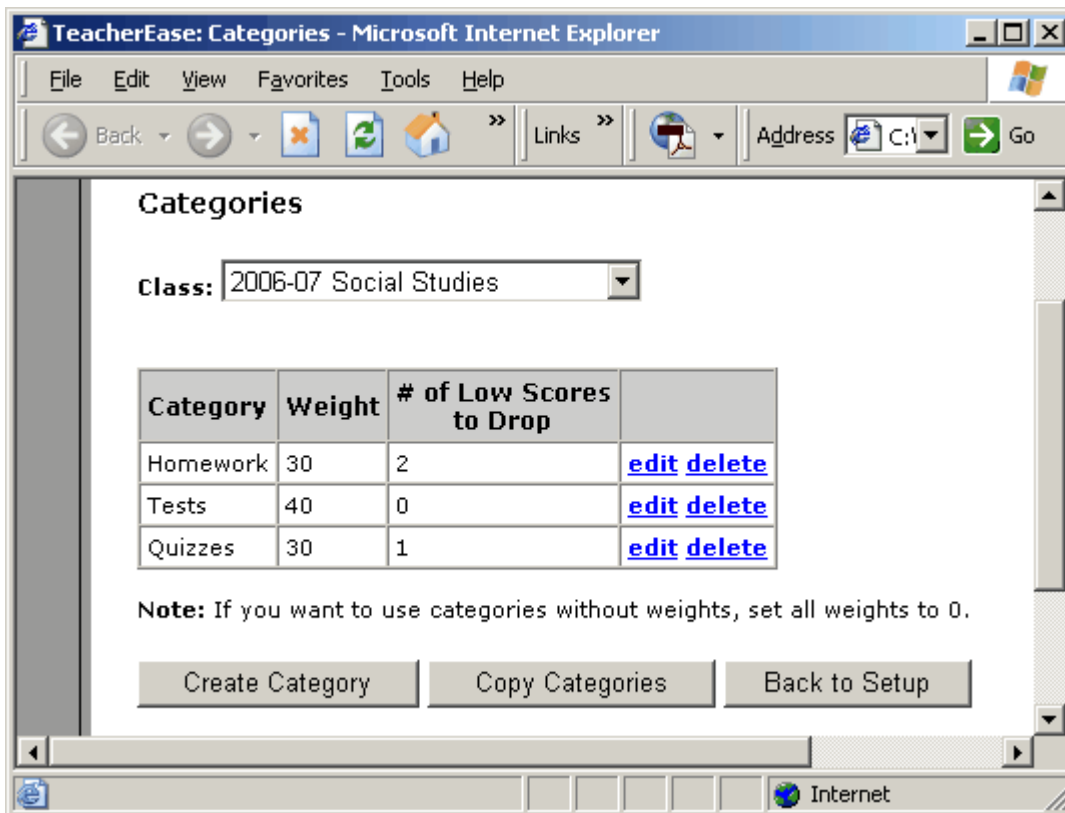 TeacherEase: Categories - Microsoft Internet Explorer
File Edit View Favorites Tools Help
Back » Links » Address C:\ Go
Categories
Class: 2006-07 Social Studies
Category Weight # of Low Scores
to Drop
Homework 30 2 edit delete
Tests 40 0 edit delete
Quizzes 30 1 edit delete
Note: If you want to use categories without weights, set all weights to 0.
Create Category Copy Categories Back to Setup
Internet